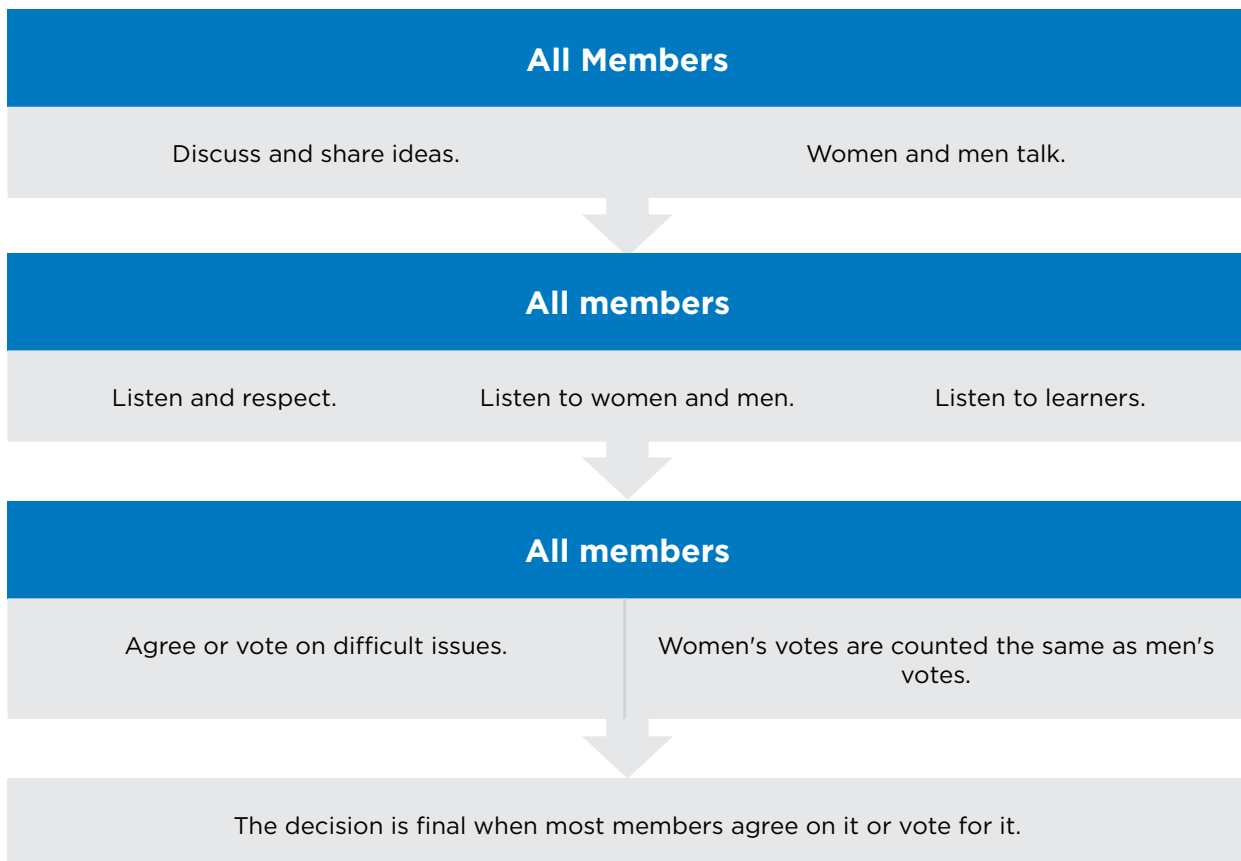 All Members
Discuss and share ideas.
Women and men talk.
All members
Listen and respect.
Listen to women and men.
Listen to learners.
All members
Agree or vote on difficult issues.
Women's votes are counted the same as men's
votes.
The decision is final when most members agree on it or vote for it.